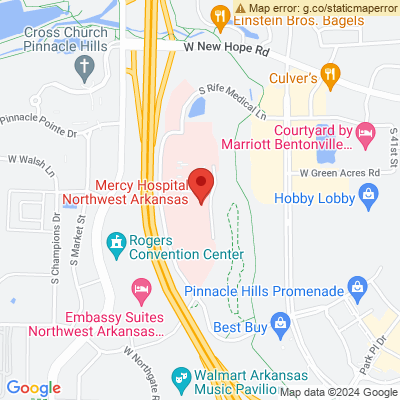 Map error: g.co/staticmaperror
Einstein Bros. Bagels
Cross Church
Pinnacle Hills
W New Hope Rd
Culver's
S Rife Medical Ln
Pinnacle Pointe Dr
Courtyard by
Marriott Bentonville...
S 41st St
W Walsh Ln
W Green Acres Rd
Mercy Hospital
Northwest Arkansas
Hobby Lobby
S Champions Dr
S Market St
Rogers
Convention Center
Pinnacle Hills Promenade
Embassy Suites
Northwest Arkansas...
Best Buy
Park Pl Dr
W Northgate R
Walmart Arkansas
Music Pavilio
Google
Map data ©2024 Google